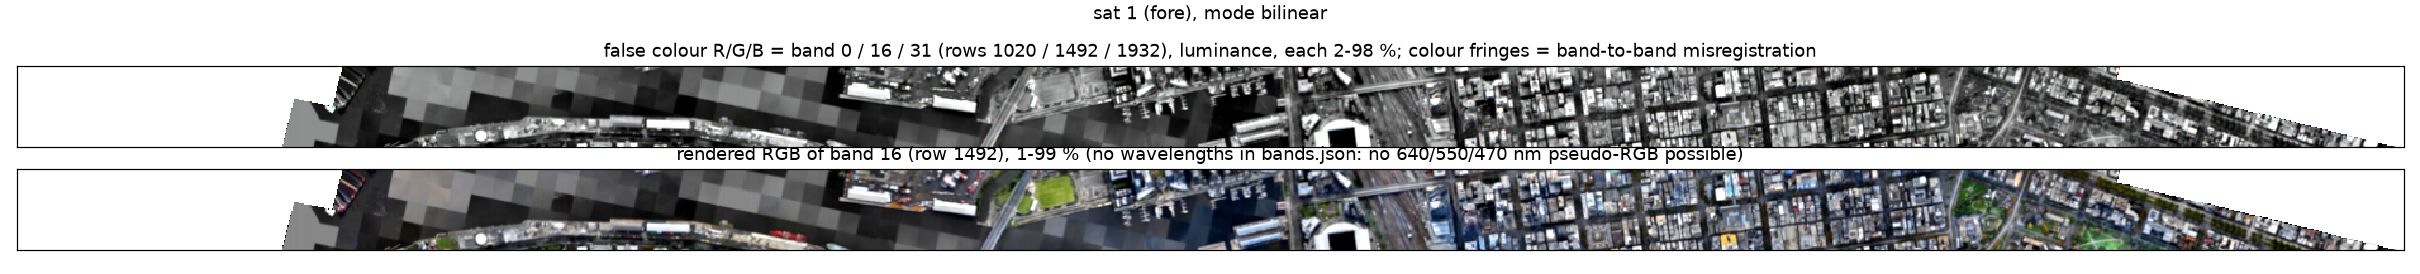 sat 1 (fore), mode bilinear
false colour R/G/B = band 0 / 16 / 31 (rows 1020 / 1492 / 1932), luminance, each 2-98 %; colour fringes = band-to-band misregistration
rendered RGB of band 16 (row 1492), 1-99 % (no wavelengths in bands.json: no 640/550/470 nm pseudo-RGB possible)